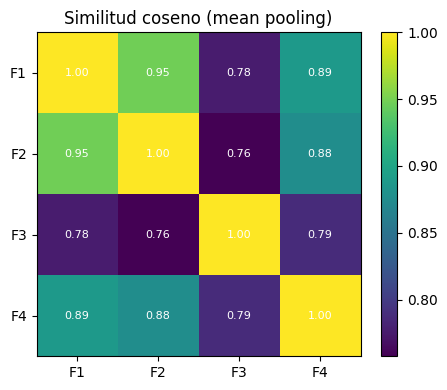 Similitud coseno (mean pooling)
F1 1.00 0.95 0.78 0.89
F2 0.95 1.00 0.76 0.88
F3 0.78 0.76 1.00 0.79
F4 0.89 0.88 0.79 1.00
F1 F2 F3 F4
1.00
0.95
0.90
0.85
0.80